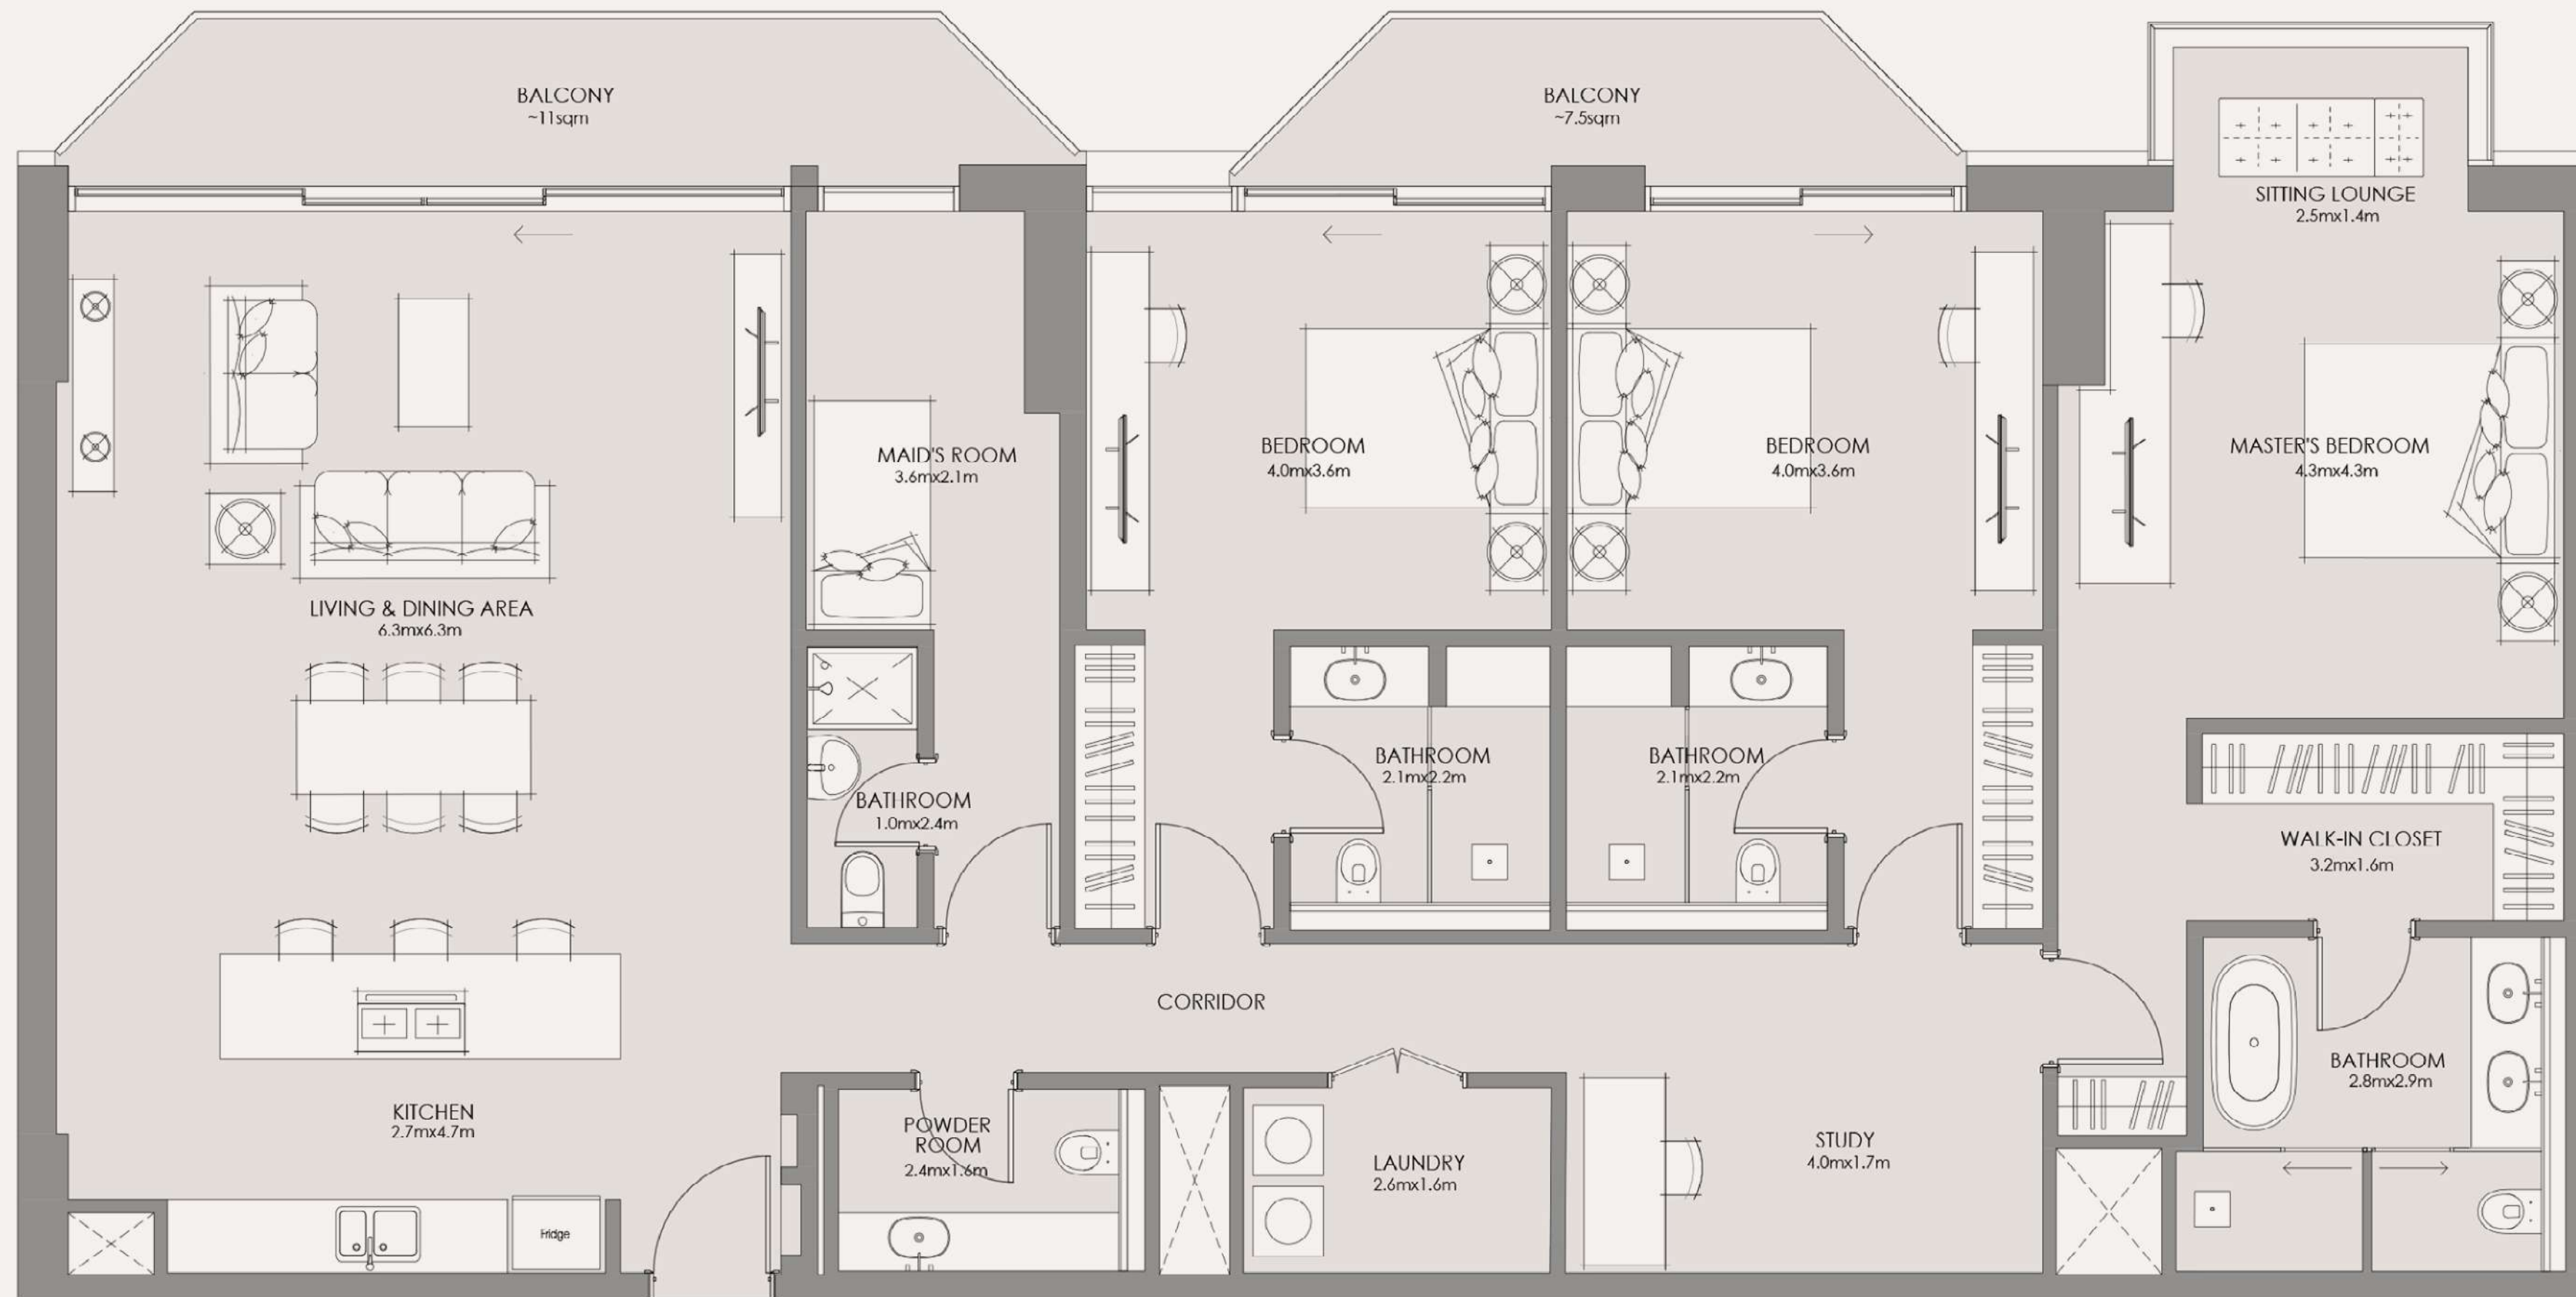 BALCONY
~11sqm
BALCONY
~7.5sqm
SITTING LOUNGE
2.5mx1.4m
MAID'S ROOM
3.6mx2.1m
BEDROOM
4.0mx3.6m
BEDROOM
4.0mx3.6m
MASTER'S BEDROOM
4.3mx4.3m
LIVING & DINING AREA
6.3mx6.3m
BATHROOM
1.0mx2.4m
BATHROOM
2.1mx2.2m
BATHROOM
2.1mx2.2m
WALK-IN CLOSET
3.2mx1.6m
CORRIDOR
KITCHEN
2.7mx4.7m
POWDER
ROOM
2.4mx1.6m
LAUNDRY
2.6mx1.6m
STUDY
4.0mx1.7m
BATHROOM
2.8mx2.9m
Fridge